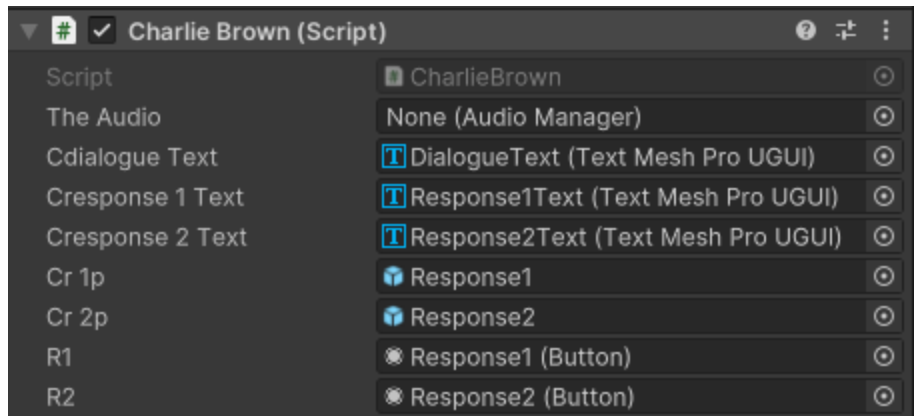 # Charlie Brown (Script) ?
Script # CharlieBrown
The Audio None (Audio Manager)
Cdialogue Text T DialogueText (Text Mesh Pro UGUI)
Cresponse 1 Text T Response1Text (Text Mesh Pro UGUI)
Cresponse 2 Text T Response2Text (Text Mesh Pro UGUI)
Cr 1p Response1
Cr 2p Response2
R1 Response1 (Button)
R2 Response2 (Button)